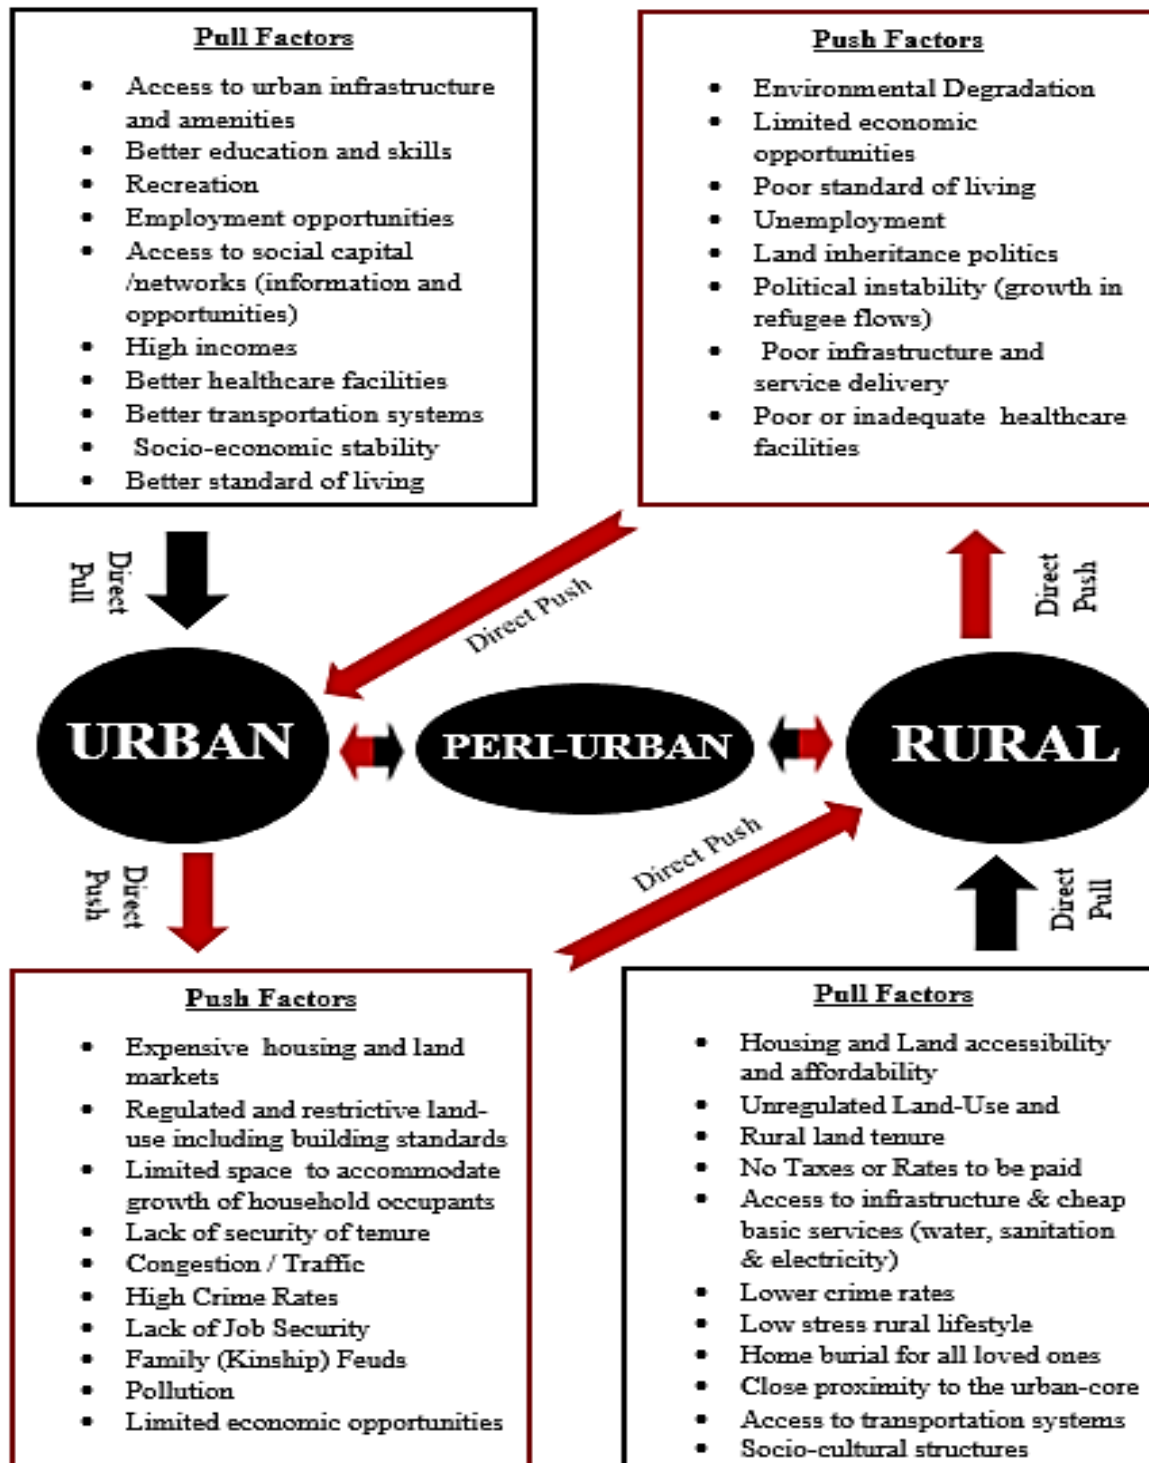 Pull Factors
• Access to urban infrastructure
and amenities
• Better education and skills
• Recreation
• Employment opportunities
• Access to social capital
/networks (information and
opportunities)
• High incomes
• Better healthcare facilities
• Better transportation systems
• Socio-economic stability
• Better standard of living
Push Factors
• Environmental Degradation
• Limited economic
opportunities
• Poor standard of living
• Unemployment
• Land inheritance politics
• Political instability (growth in
refugee flows)
• Poor infrastructure and
service delivery
• Poor or inadequate healthcare
facilities
Direct
Pull
Direct Push
Direct
Push
URBAN
PERI-URBAN
RURAL
Direct
Push
Direct Push
Direct
Pull
Push Factors
• Expensive housing and land
markets
• Regulated and restrictive land-
use including building standards
• Limited space to accommodate
growth of household occupants
• Lack of security of tenure
• Congestion / Traffic
• High Crime Rates
• Lack of Job Security
• Family (Kinship) Feuds
• Pollution
• Limited economic opportunities
Pull Factors
• Housing and Land accessibility
and affordability
• Unregulated Land-Use and
• Rural land tenure
• No Taxes or Rates to be paid
• Access to infrastructure & cheap
basic services (water, sanitation
& electricity)
• Lower crime rates
• Low stress rural lifestyle
• Home burial for all loved ones
• Close proximity to the urban-core
• Access to transportation systems
• Socio-cultural structures